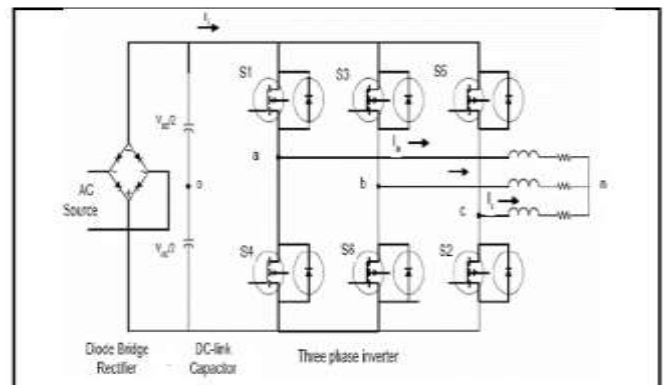 S1
S3
S5
V
a
o
b
AC
Source
n
c
S4
S6
S2
Diode Bridge
Rectifier
DC-link
Capacitor
Three phase inverter